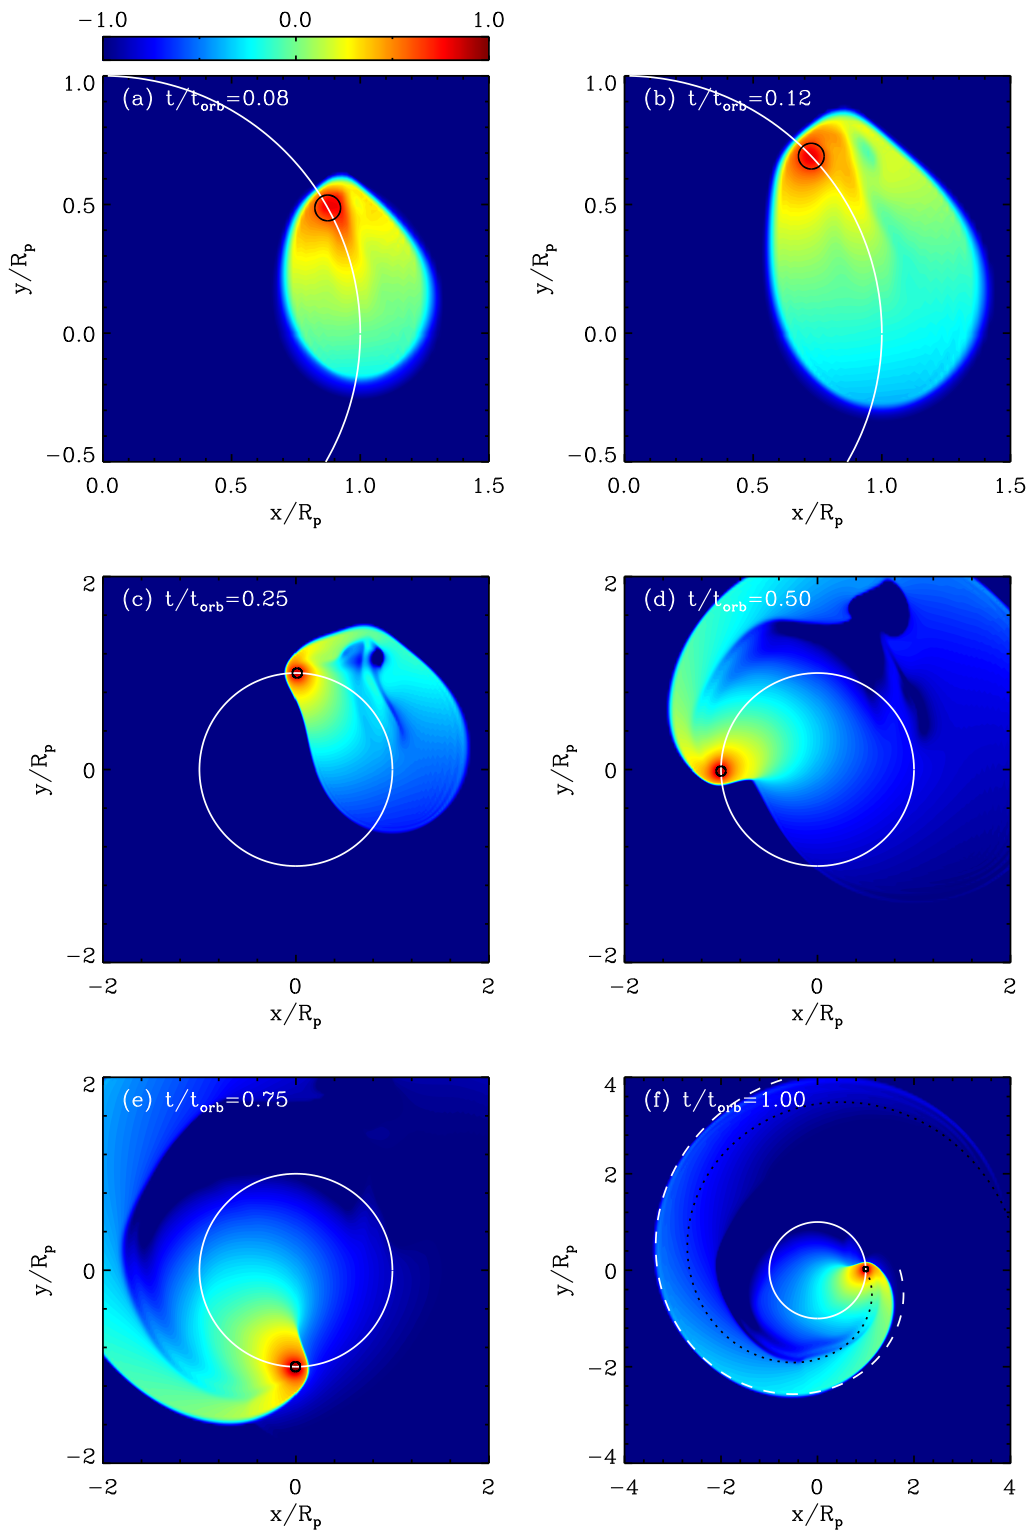 −1.0 0.0 1.0
(a) t/t_orb=0.08 (b) t/t_orb=0.12
1.0 1.0
0.5 0.5
y/R_p y/R_p
0.0 0.0
−0.5 −0.5
0.0 0.5 1.0 1.5 0.0 0.5 1.0 1.5
x/R_p x/R_p
(c) t/t_orb=0.25 (d) t/t_orb=0.50
2 2
y/R_p y/R_p
0 0
−2 −2
−2 0 2 −2 0 2
x/R_p x/R_p
(e) t/t_orb=0.75 (f) t/t_orb=1.00
2 4
2
y/R_p y/R_p
0 0
−2
−2 −4
−2 0 2 −4 −2 0 2 4
x/R_p x/R_p